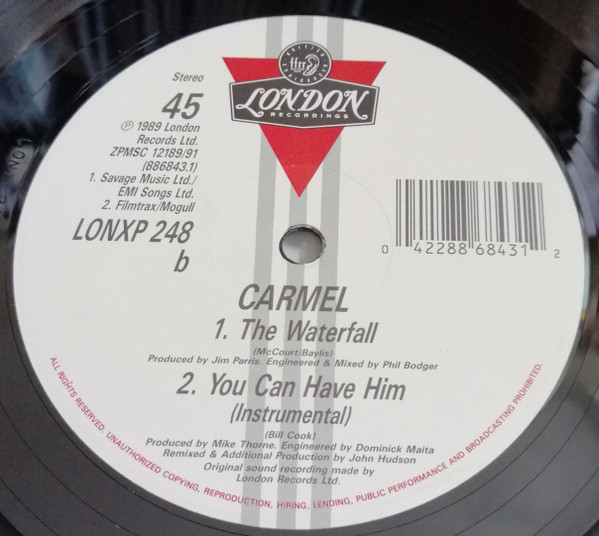 ffrr
LONDON
RECORDINGS
Stereo
45
℗ 1989 London
Records Ltd.
ZPMSC 12189/91
(886843.1)
1. Savage Music Ltd./
EMI Songs Ltd.
2. Filmtrax/Mogull
LONXP 248
b
0 42288 68431 2
CARMEL
1. The Waterfall
(McCourt/Baylis)
Produced by Jim Parris. Engineered & Mixed by Phil Bodger
2. You Can Have Him
(Instrumental)
(Bill Cook)
Produced by Mike Thorne. Engineered by Dominick Maita
Remixed & Additional Production by John Hudson
Original sound recording made by
London Records Ltd.
ALL RIGHTS RESERVED. UNAUTHORIZED COPYING, REPRODUCTION, HIRING, LENDING, PUBLIC PERFORMANCE AND BROADCASTING PROHIBITED.